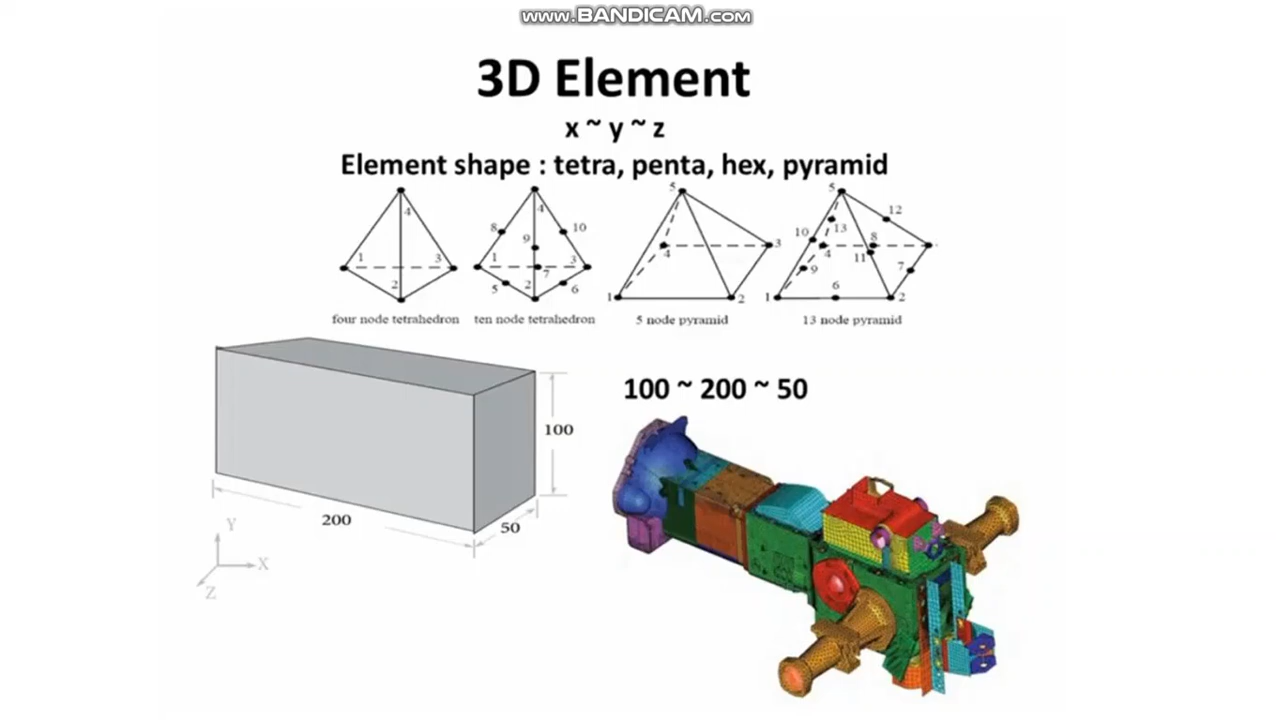 WWW.BANDICAM.COM
3D Element
x ~ y ~ z
Element shape : tetra, penta, hex, pyramid
4
1
3
2
four node tetrahedron
4
8
10
9
1
3
7
5
2
6
ten node tetrahedron
5
4
3
1
2
5 node pyramid
5
12
13
10
8
4
11
9
7
6
1
2
13 node pyramid
100
200
50
Y
X
Z
100 ~ 200 ~ 50